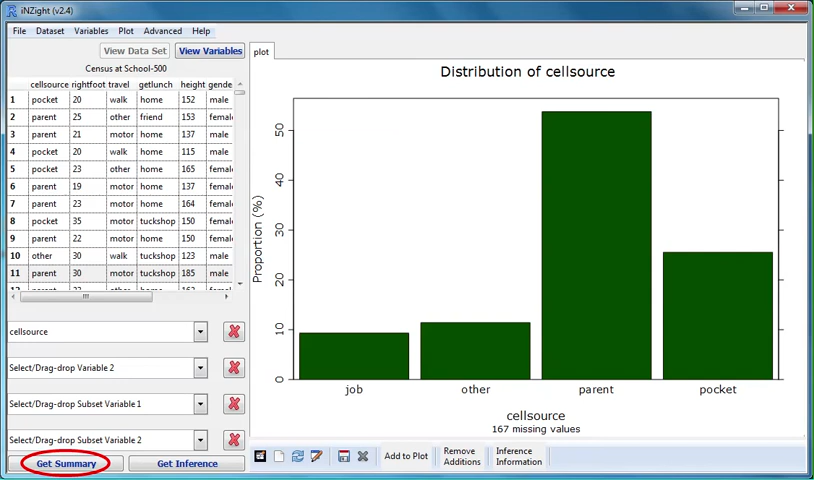 iNZight (v2.4)
File Dataset Variables Plot Advanced Help
View Data Set View Variables
Census at School-500
cellsource rightfoot travel getlunch height gende
1 pocket 20 walk home 152 male
2 parent 25 other friend 153 female
3 parent 21 motor home 137 male
4 pocket 20 walk home 115 male
5 pocket 23 other home 165 female
6 parent 19 motor home 137 female
7 parent 23 motor home 164 female
8 pocket 35 motor tuckshop 150 female
9 parent 22 motor home 150 female
10 other 30 walk tuckshop 123 male
11 parent 30 motor tuckshop 185 male
cellsource
Select/Drag-drop Variable 2
Select/Drag-drop Subset Variable 1
Select/Drag-drop Subset Variable 2
Get Summary Get Inference
plot
Distribution of cellsource
Proportion (%)
50
40
30
20
10
0
job other parent pocket
cellsource
167 missing values
Add to Plot
Remove Additions
Inference Information